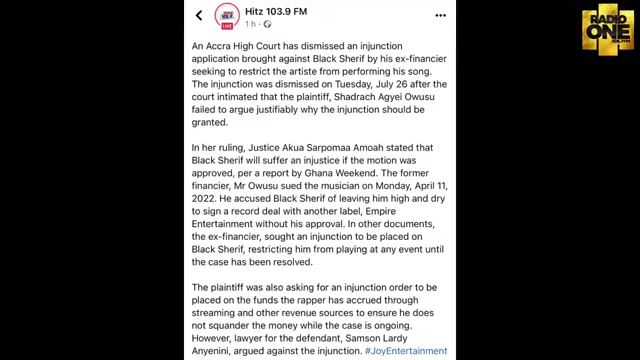 Hitz 103.9 FM
LIVE
1 h
An Accra High Court has dismissed an injunction
application brought against Black Sherif by his ex-financier
seeking to restrict the artiste from performing his song.
The injunction was dismissed on Tuesday, July 26 after the
court intimated that the plaintiff, Shadrach Agyei Owusu
failed to argue justifiably why the injunction should be
granted.
In her ruling, Justice Akua Sarpomaa Amoah stated that
Black Sherif will suffer an injustice if the motion was
approved, per a report by Ghana Weekend. The former
financier, Mr Owusu sued the musician on Monday, April 11,
2022. He accused Black Sherif of leaving him high and dry
to sign a record deal with another label, Empire
Entertainment without his approval. In other documents,
the ex-financier, sought an injunction to be placed on
Black Sherif, restricting him from playing at any event until
the case has been resolved.
The plaintiff was also asking for an injunction order to be
placed on the funds the rapper has accrued through
streaming and other revenue sources to ensure he does
not squander the money while the case is ongoing.
However, lawyer for the defendant, Samson Lardy
Anyenini, argued against the injunction. #JoyEntertainment
RADIO
ONE